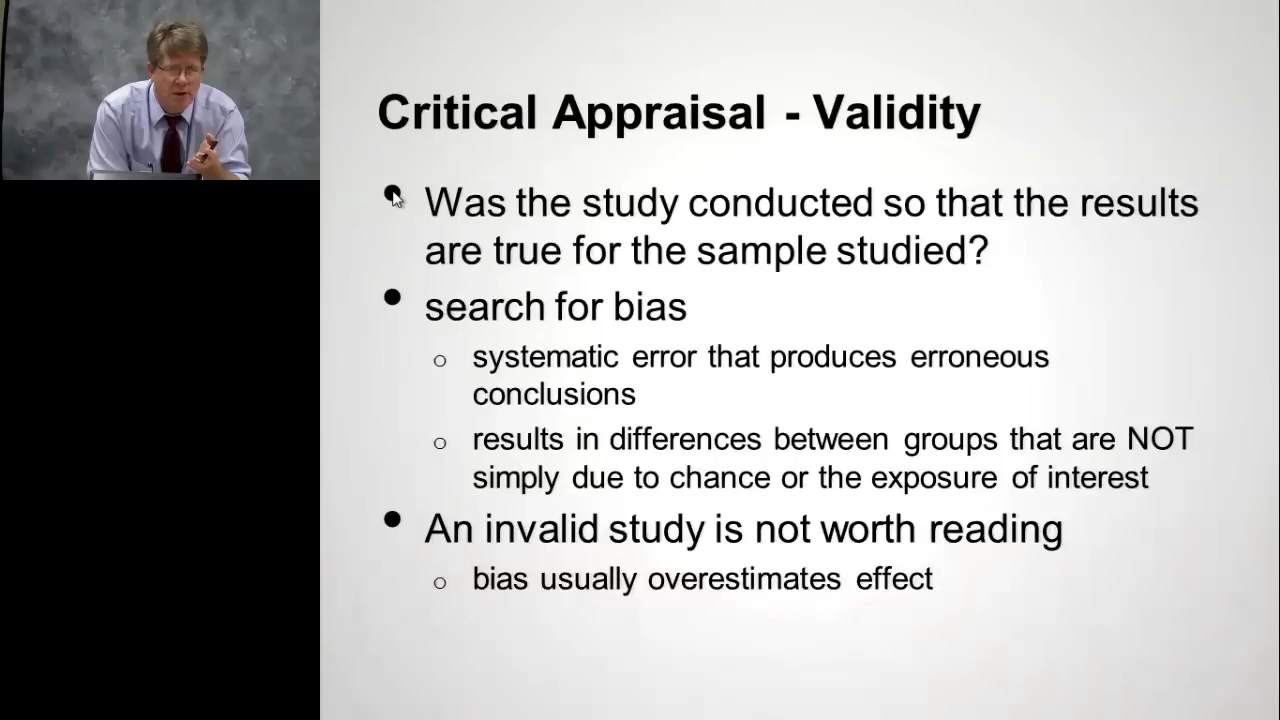 Critical Appraisal - Validity
• Was the study conducted so that the results
are true for the sample studied?
• search for bias
○ systematic error that produces erroneous
conclusions
○ results in differences between groups that are NOT
simply due to chance or the exposure of interest
• An invalid study is not worth reading
○ bias usually overestimates effect